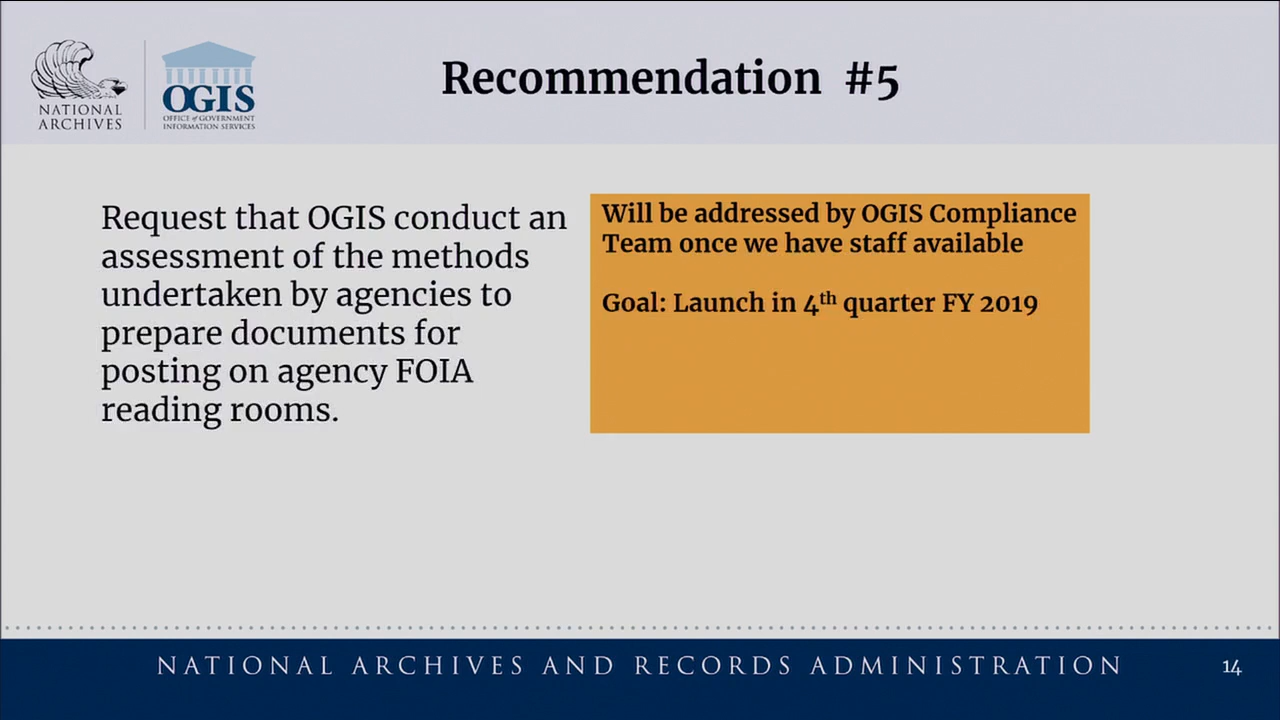 NATIONAL
ARCHIVES
OGIS
OFFICE of GOVERNMENT
INFORMATION SERVICES
Recommendation #5
Request that OGIS conduct an
assessment of the methods
undertaken by agencies to
prepare documents for
posting on agency FOIA
reading rooms.
Will be addressed by OGIS Compliance
Team once we have staff available
Goal: Launch in 4th quarter FY 2019
NATIONAL ARCHIVES AND RECORDS ADMINISTRATION
14